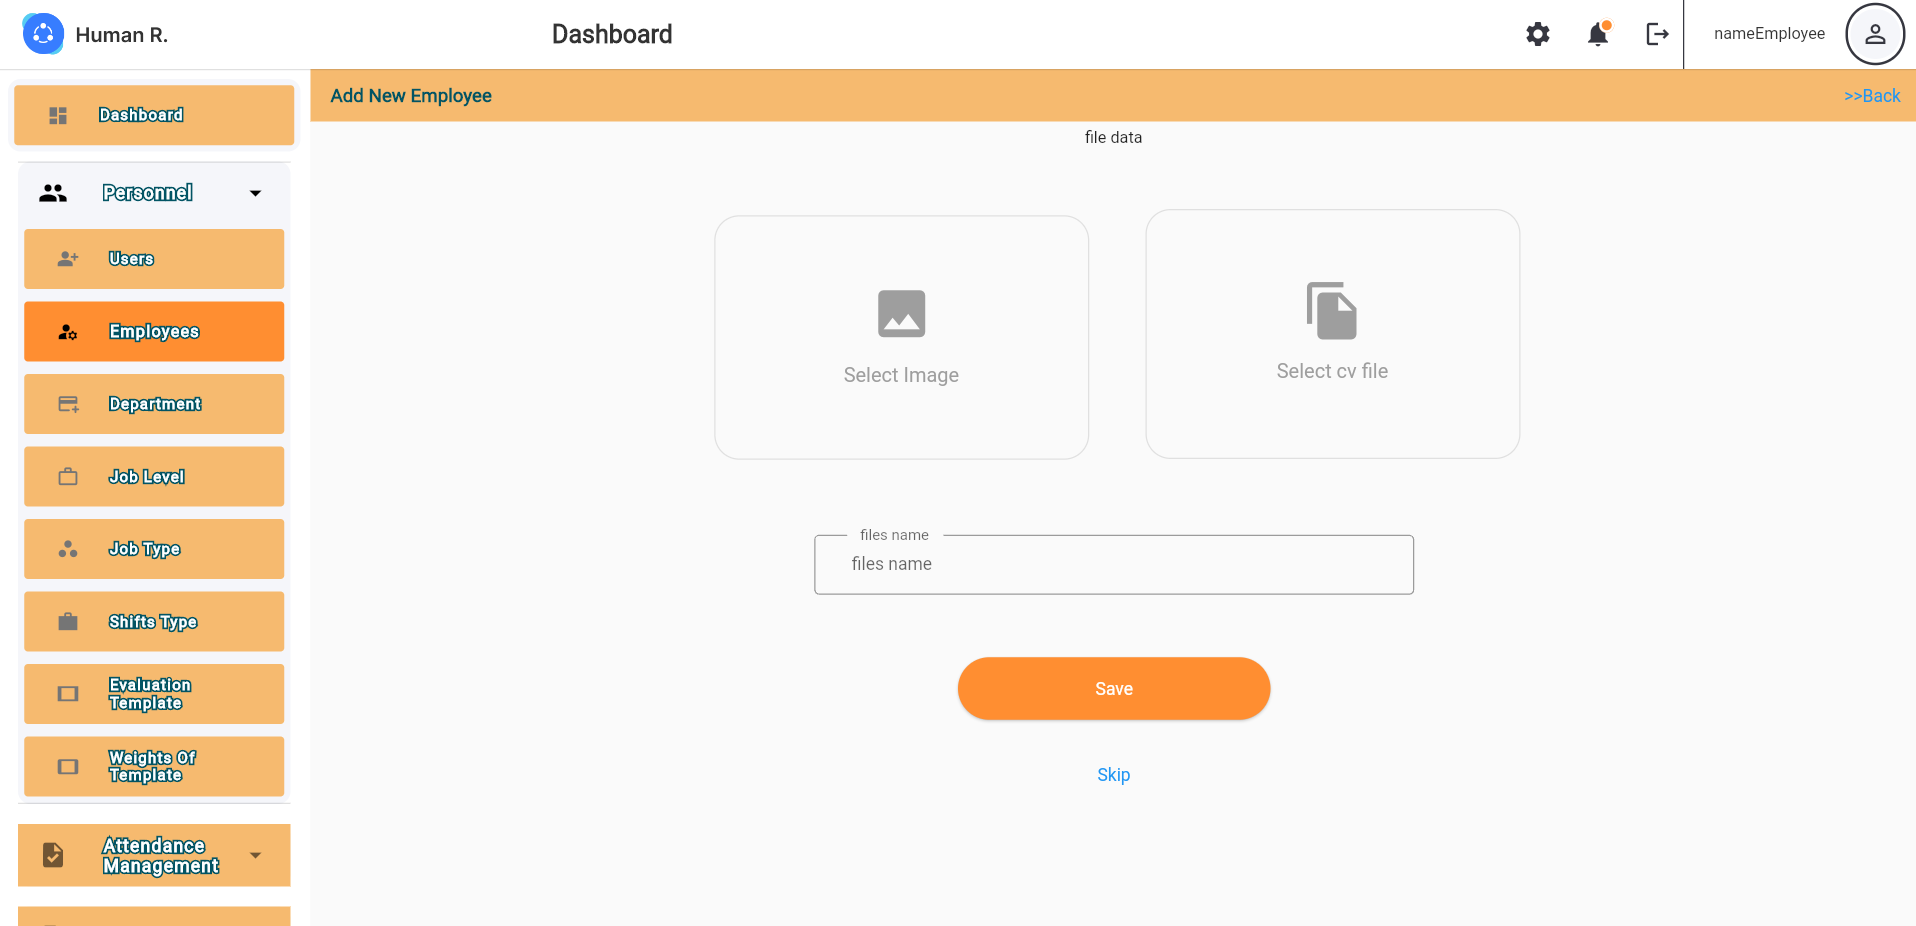 Human R.
Dashboard
nameEmployee
Dashboard
Personnel
Users
Employees
Department
Job Level
Job Type
Shifts Type
Evaluation
Template
Weights Of
Template
Attendance
Management
Add New Employee
>>Back
file data
Select Image
Select cv file
files name
files name
Save
Skip